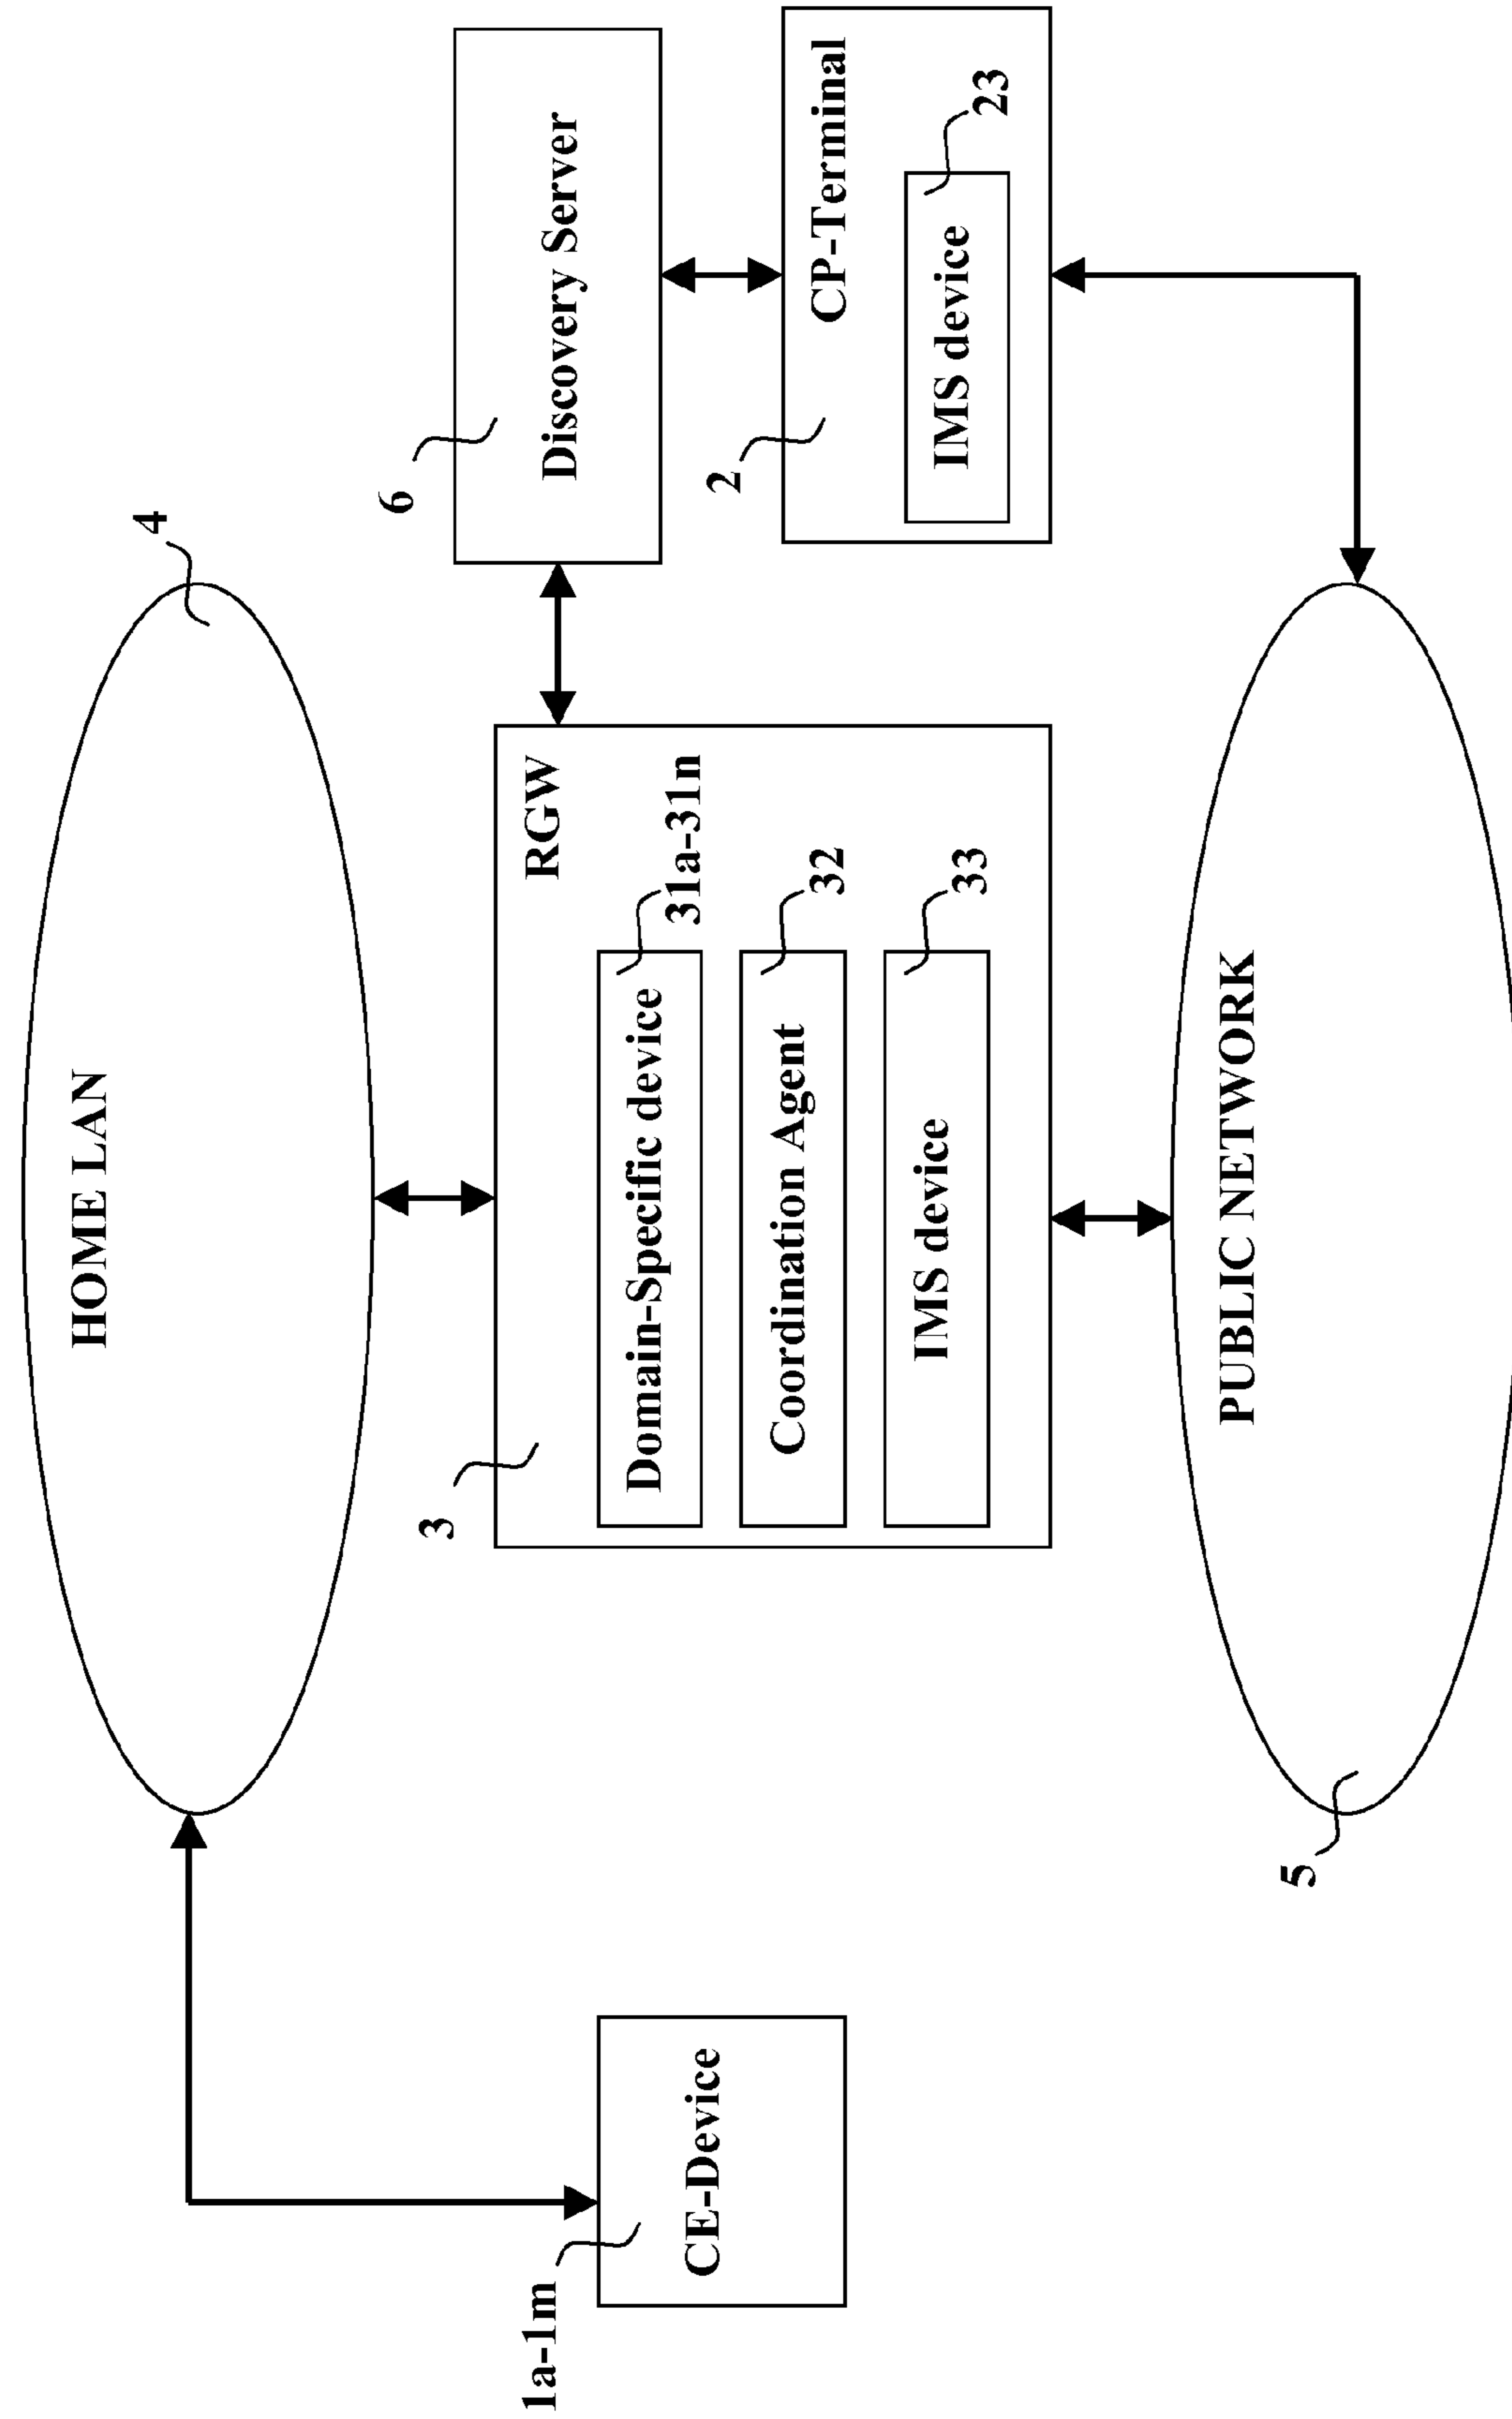 HOME LAN
4
1a-1m
CE-Device
3
RGW
Domain-Specific device
31a-31n
Coordination Agent
32
IMS device
33
6
Discovery Server
2
CP-Terminal
IMS device
23
5
PUBLIC NETWORK